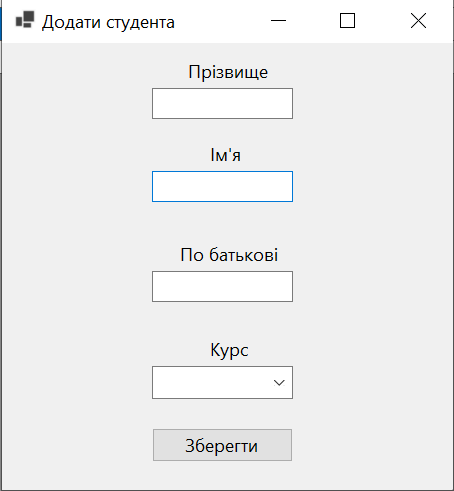 Додати студента
Прізвище
Ім'я
По батькові
Курс
Зберегти